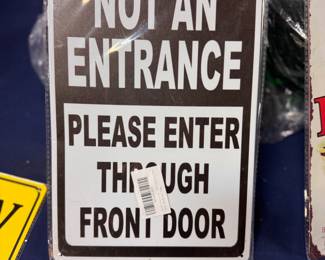 NOT AN
ENTRANCE
PLEASE ENTER
THROUGH
FRONT DOOR